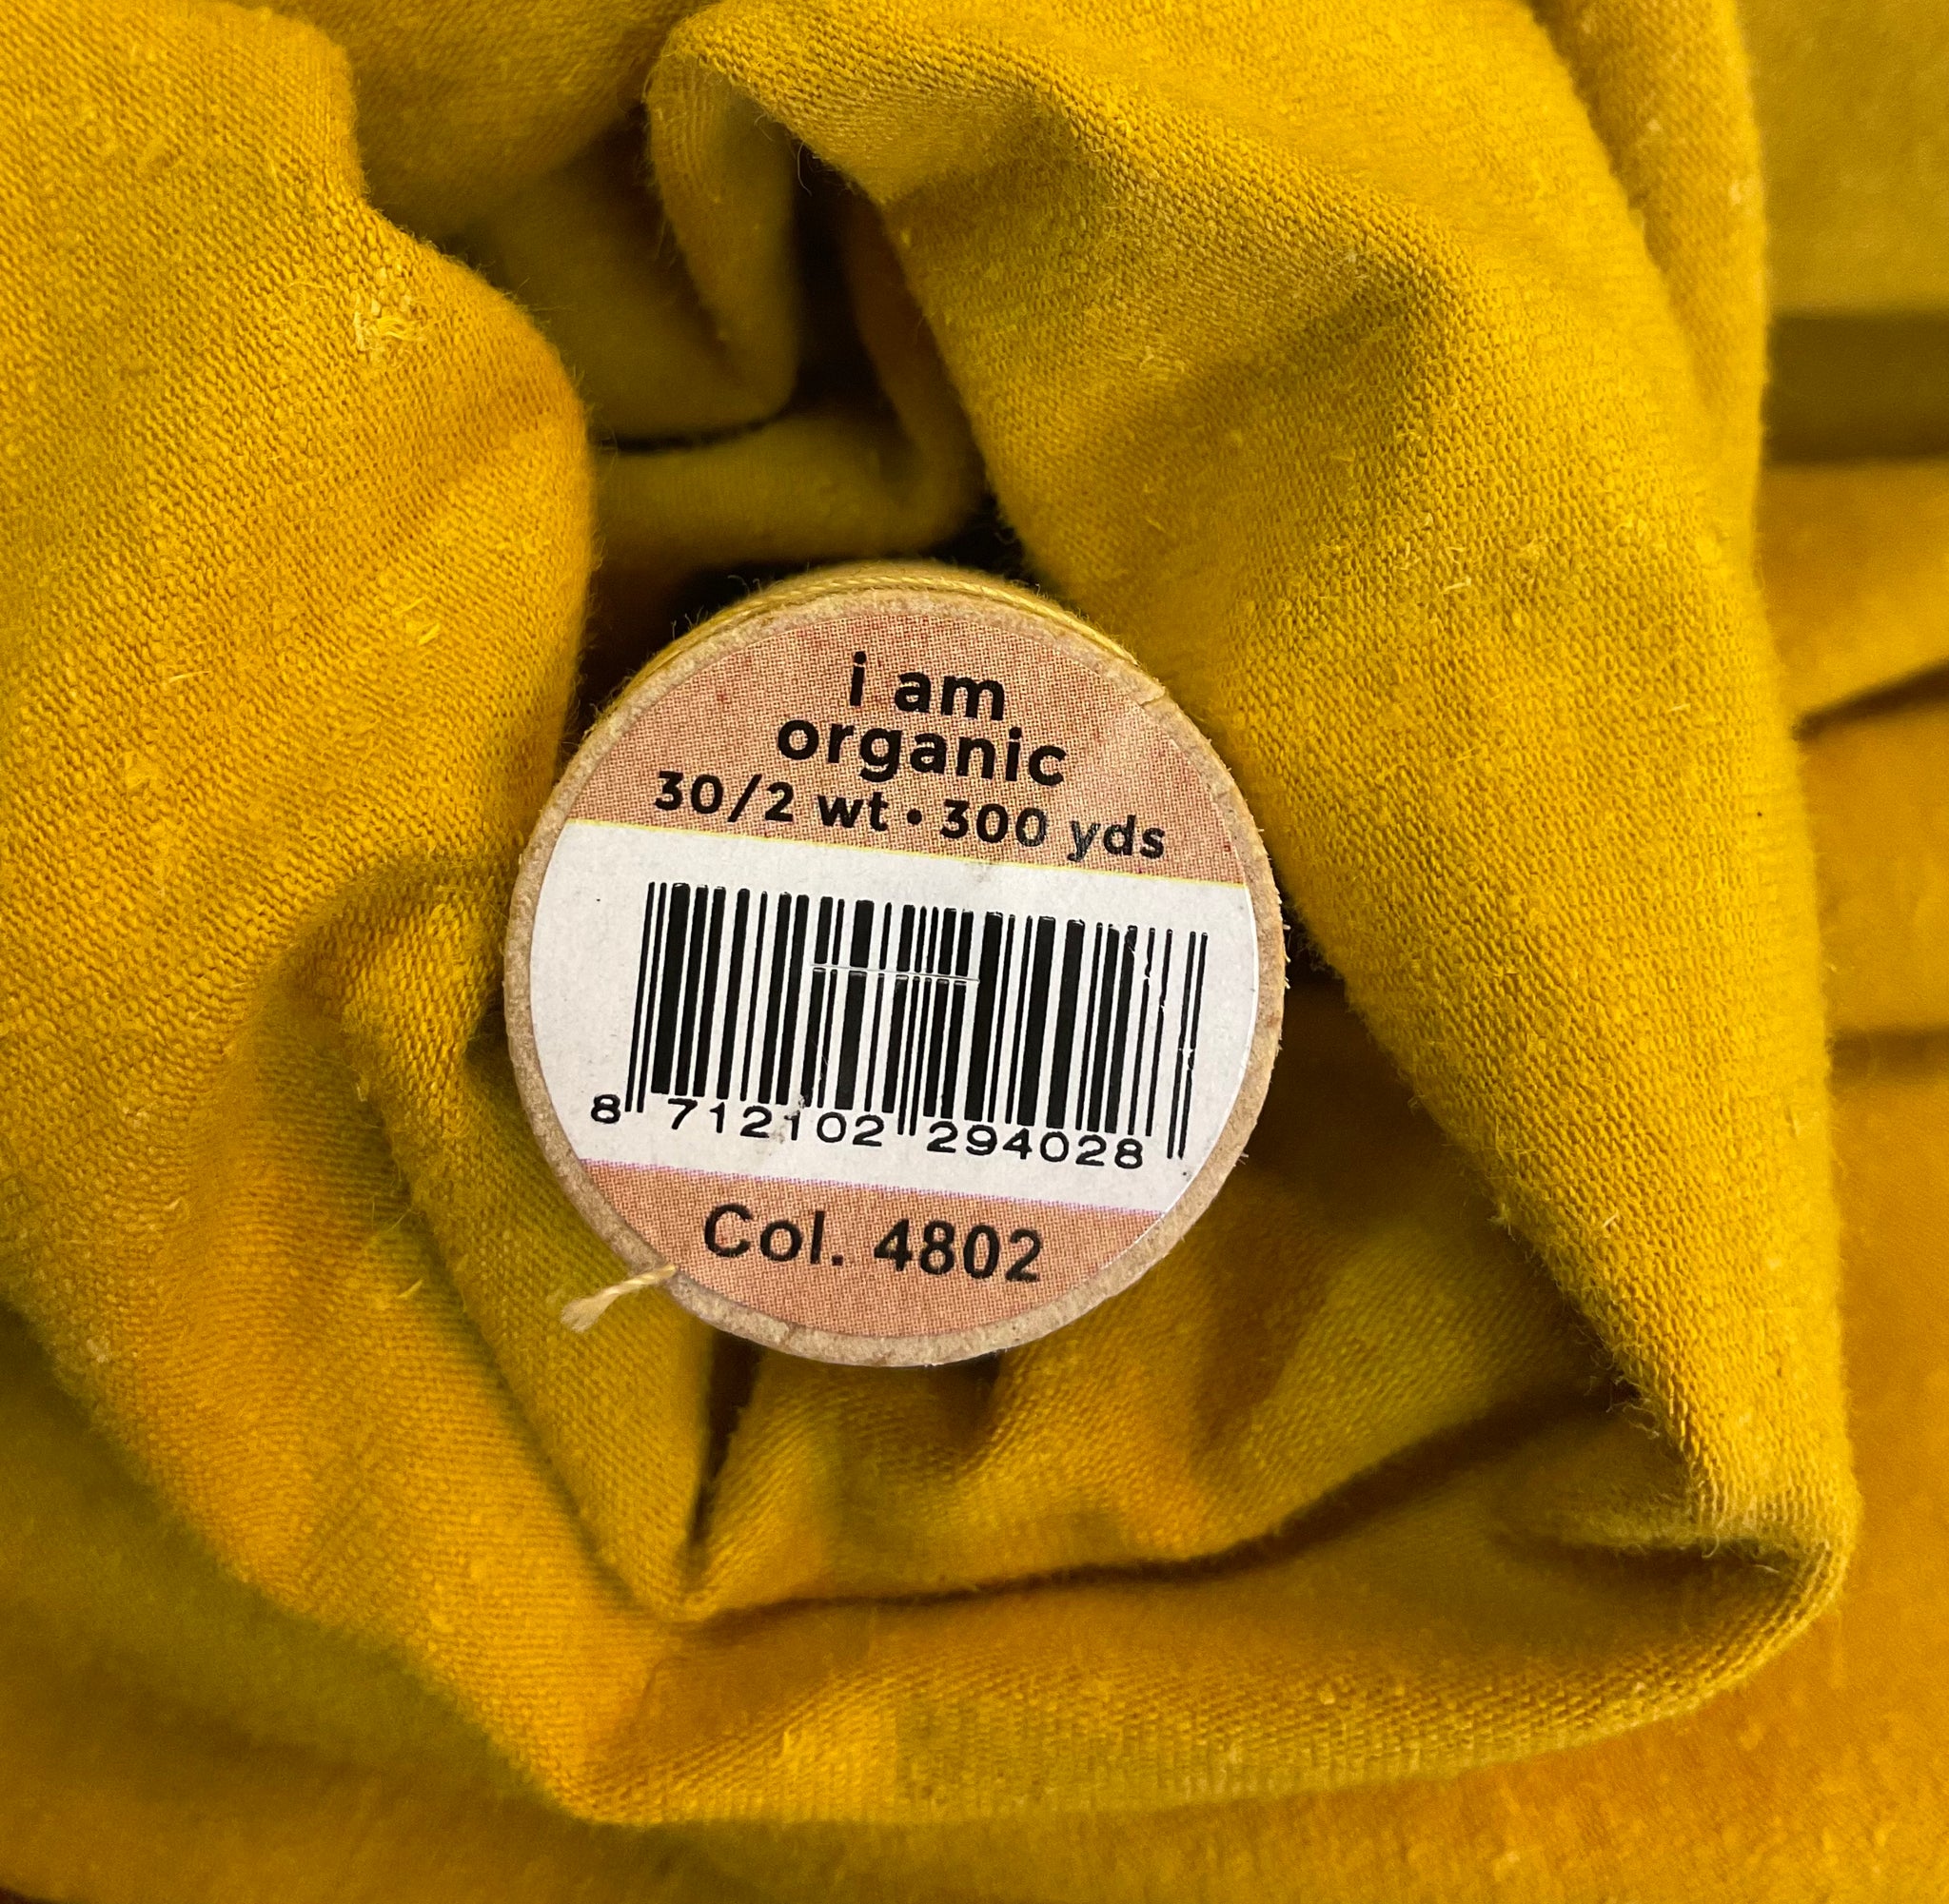 i am
organic
30/2 wt • 300 yds
8 712102 294028
Col. 4802